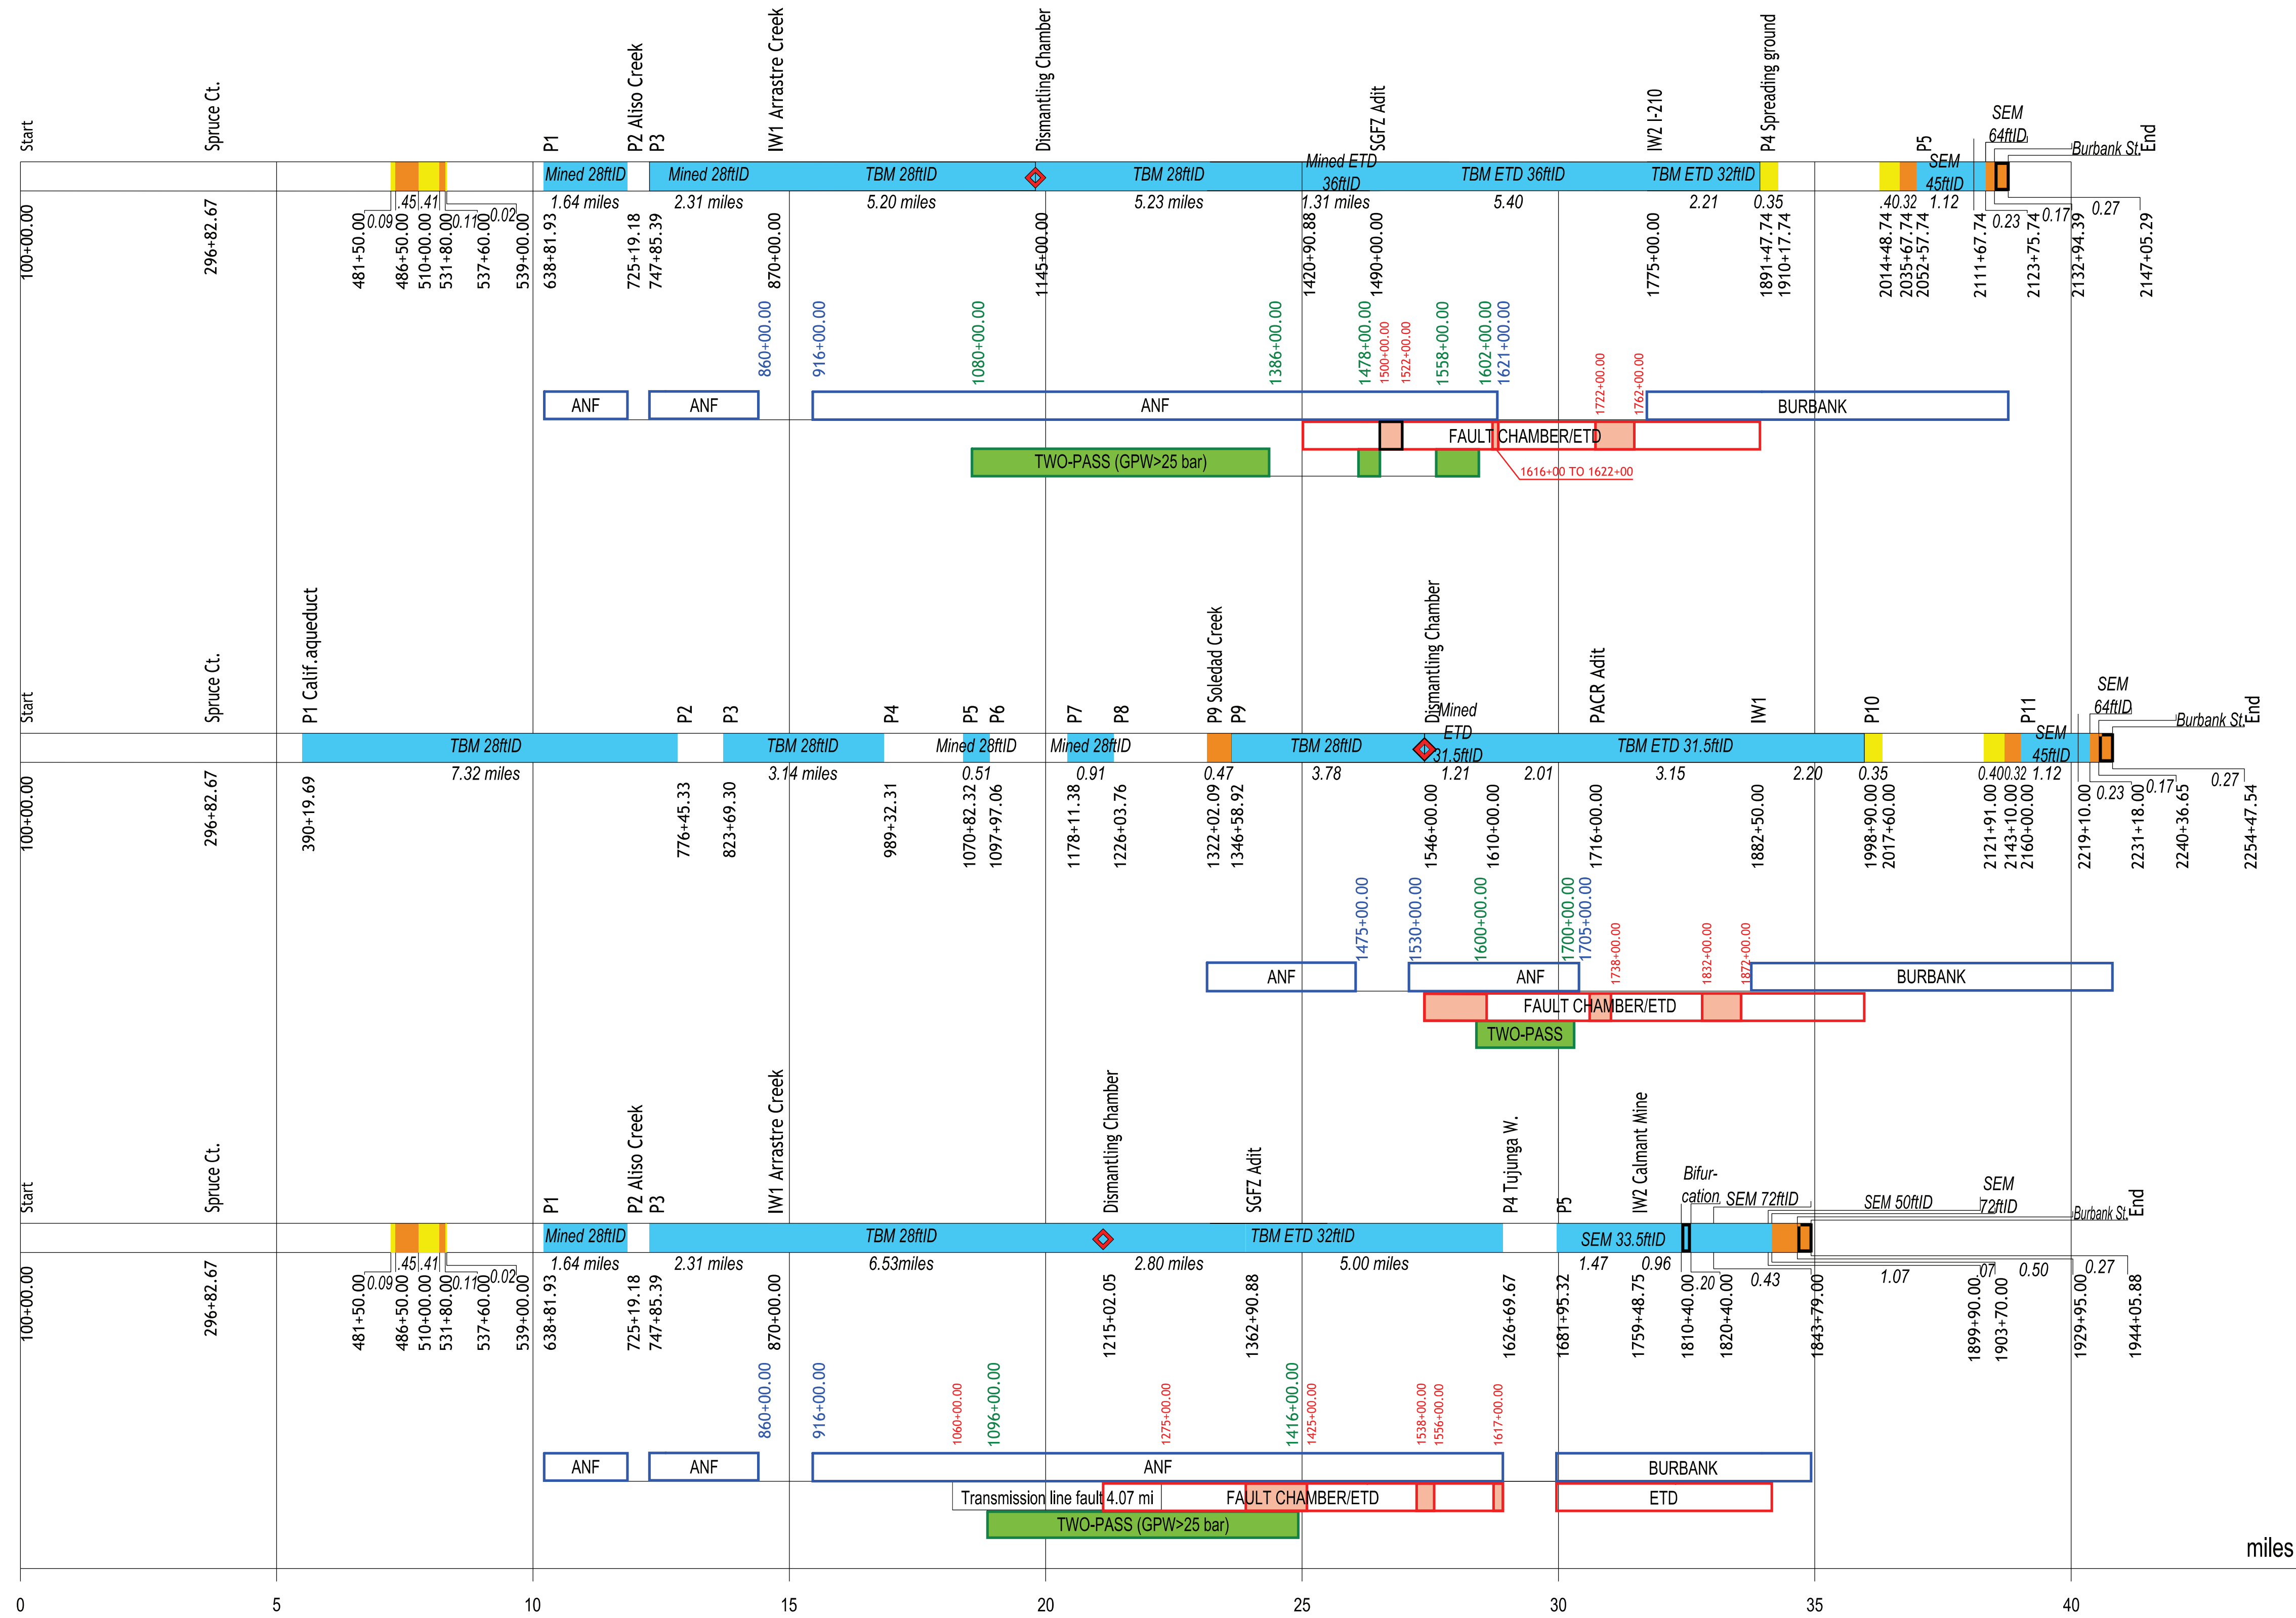 Start
Spruce Ct.
P1
P2 Aliso Creek
P3
IW1 Arrastre Creek
Dismantling Chamber
SGFZ Adit
IW2 I-210
P4 Spreading ground
P5
SEM
64ftID
Burbank St.
End
Mined 28ftID
Mined 28ftID
TBM 28ftID
TBM 28ftID
Mined ETD
36ftID
TBM ETD 36ftID
TBM ETD 32ftID
SEM
45ftID
0.09
.45
.41
0.11
0.02
1.64 miles
2.31 miles
5.20 miles
5.23 miles
1.31 miles
5.40
2.21
0.35
.40
.32
1.12
0.23
0.17
0.27
100+00.00
296+82.67
481+50.00
486+50.00
510+00.00
531+80.00
537+60.00
539+00.00
638+81.93
725+19.18
747+85.39
870+00.00
1145+00.00
1420+90.88
1490+00.00
1775+00.00
1891+47.74
1910+17.74
2014+48.74
2035+67.74
2052+57.74
2111+67.74
2123+75.74
2132+94.39
2147+05.29
860+00.00
916+00.00
1080+00.00
1386+00.00
1478+00.00
1500+00.00
1522+00.00
1558+00.00
1602+00.00
1621+00.00
1722+00.00
1762+00.00
ANF
ANF
ANF
BURBANK
FAULT CHAMBER/ETD
TWO-PASS (GPW>25 bar)
1616+00 TO 1622+00
Start
Spruce Ct.
P1 Calif.aqueduct
P2
P3
P4
P5
P6
P7
P8
P9 Soledad Creek
P9
Dismantling Chamber
PACR Adit
IW1
P10
P11
SEM
64ftID
Burbank St.
End
TBM 28ftID
TBM 28ftID
Mined 28ftID
Mined 28ftID
TBM 28ftID
Mined
ETD
31.5ftID
TBM ETD 31.5ftID
SEM
45ftID
7.32 miles
3.14 miles
0.51
0.91
0.47
3.78
1.21
2.01
3.15
2.20
0.35
0.40
0.32
1.12
0.23
0.17
0.27
100+00.00
296+82.67
390+19.69
776+45.33
823+69.30
989+32.31
1070+82.32
1097+97.06
1178+11.38
1226+03.76
1322+02.09
1346+58.92
1546+00.00
1610+00.00
1716+00.00
1882+50.00
1998+90.00
2017+60.00
2121+91.00
2143+10.00
2160+00.00
2219+10.00
2231+18.00
2240+36.65
2254+47.54
1475+00.00
1530+00.00
1600+00.00
1700+00.00
1705+00.00
1738+00.00
1832+00.00
1872+00.00
ANF
ANF
BURBANK
FAULT CHAMBER/ETD
TWO-PASS
Start
Spruce Ct.
P1
P2 Aliso Creek
P3
IW1 Arrastre Creek
Dismantling Chamber
SGFZ Adit
P4 Tujunga W.
P5
IW2 Calmant Mine
Bifur-
cation
SEM 72ftID
SEM 50ftID
SEM
72ftID
Burbank St.
End
Mined 28ftID
TBM 28ftID
TBM ETD 32ftID
SEM 33.5ftID
0.09
.45
.41
0.11
0.02
1.64 miles
2.31 miles
6.53miles
2.80 miles
5.00 miles
1.47
0.96
.20
0.43
1.07
.07
0.50
0.27
100+00.00
296+82.67
481+50.00
486+50.00
510+00.00
531+80.00
537+60.00
539+00.00
638+81.93
725+19.18
747+85.39
870+00.00
1215+02.05
1362+90.88
1626+69.67
1681+95.32
1759+48.75
1810+40.00
1820+40.00
1843+79.00
1899+90.00
1903+70.00
1929+95.00
1944+05.88
860+00.00
916+00.00
1060+00.00
1096+00.00
1275+00.00
1416+00.00
1425+00.00
1538+00.00
1556+00.00
1617+00.00
ANF
ANF
ANF
BURBANK
Transmission line fault 4.07 mi
FAULT CHAMBER/ETD
ETD
TWO-PASS (GPW>25 bar)
miles
0
5
10
15
20
25
30
35
40